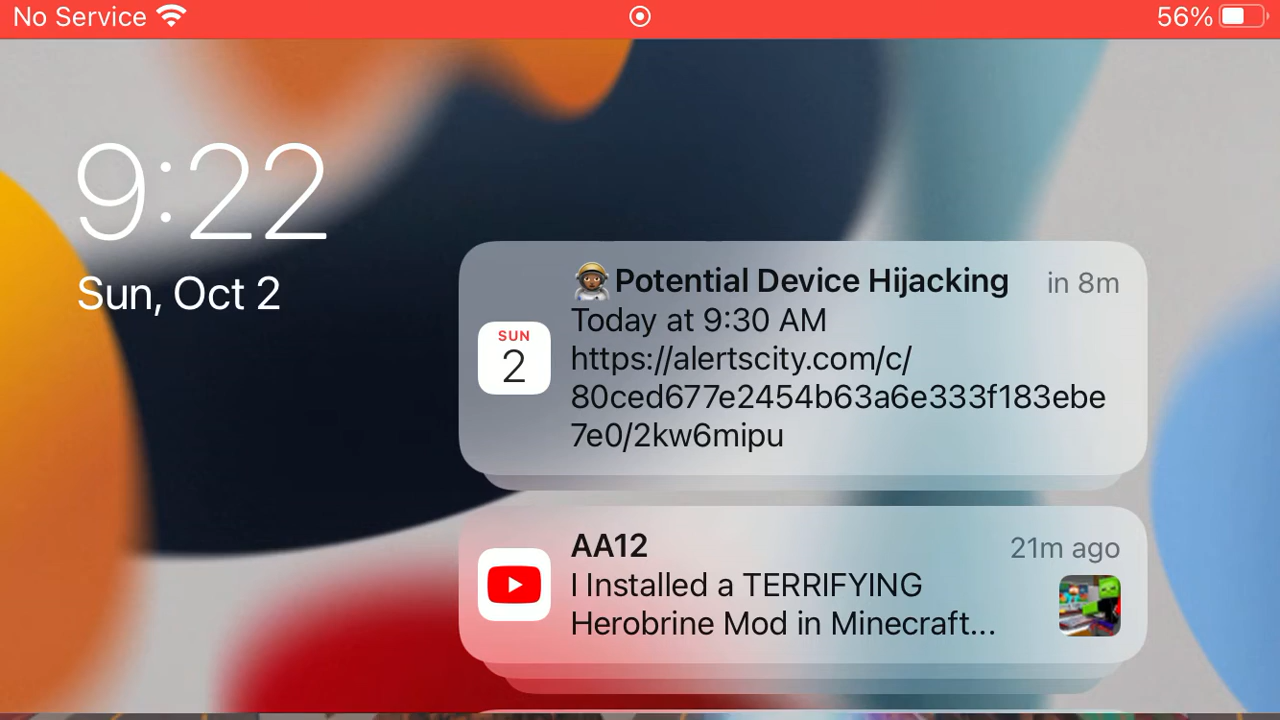 No Service
56%
9:22
Sun, Oct 2
Potential Device Hijacking
in 8m
SUN
2
Today at 9:30 AM
https://alertscity.com/c/
80ced677e2454b63a6e333f183ebe
7e0/2kw6mipu
AA12
21m ago
I Installed a TERRIFYING
Herobrine Mod in Minecraft...